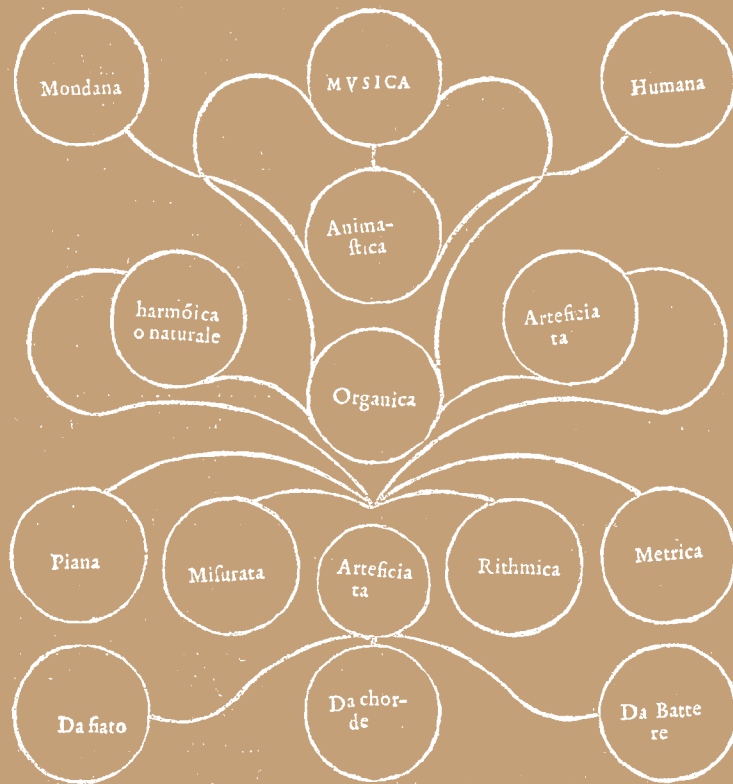 Mondana
MVSICA
Humana
Anima-
ſtica
harmōica
o naturale
Arteficia
ta
Organica
Piana
Miſurata
Arteficia
ta
Rithmica
Metrica
Da fiato
Da chor-
de
Da Batte
re